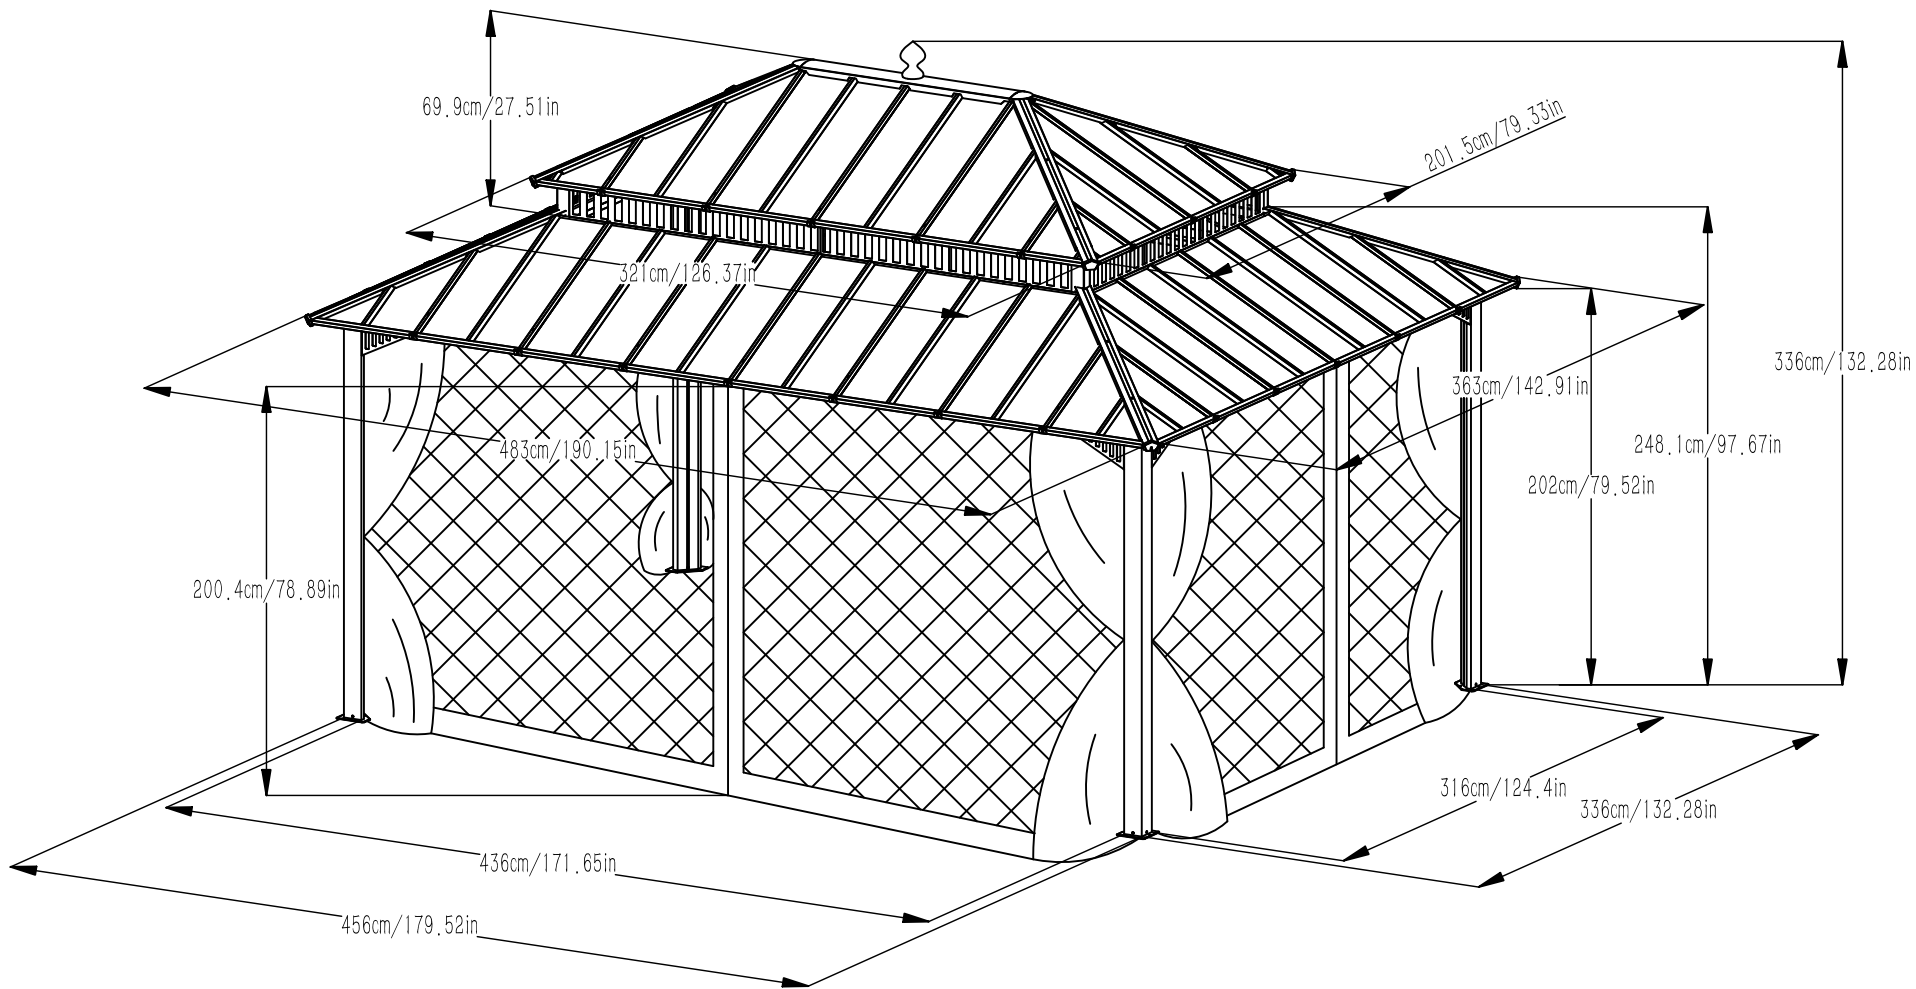 69.9cm/27.51in
201.5cm/79.33in
321cm/126.37in
336cm/132.28in
363cm/142.91in
248.1cm/97.67in
483cm/190.15in
202cm/79.52in
200.4cm/78.89in
316cm/124.4in
336cm/132.28in
436cm/171.65in
456cm/179.52in